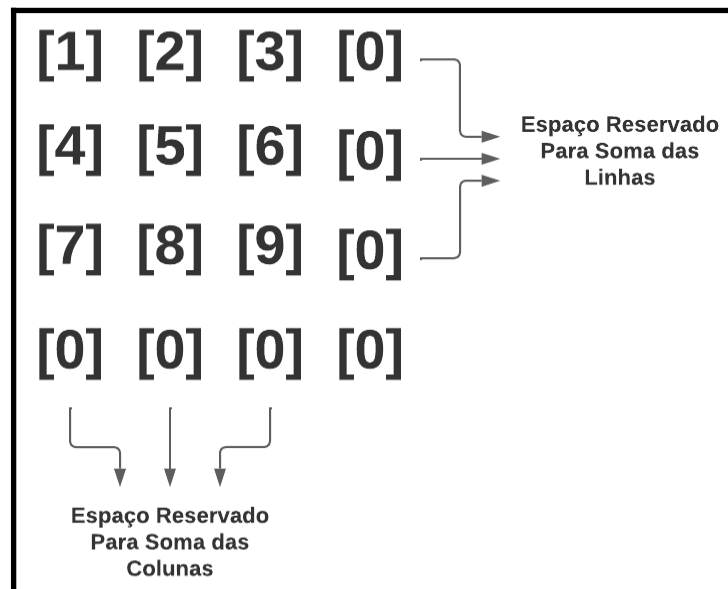 [1] [2] [3] [0]
[4] [5] [6] [0]
[7] [8] [9] [0]
[0] [0] [0] [0]
Espaço Reservado
Para Soma das
Linhas
Espaço Reservado
Para Soma das
Colunas